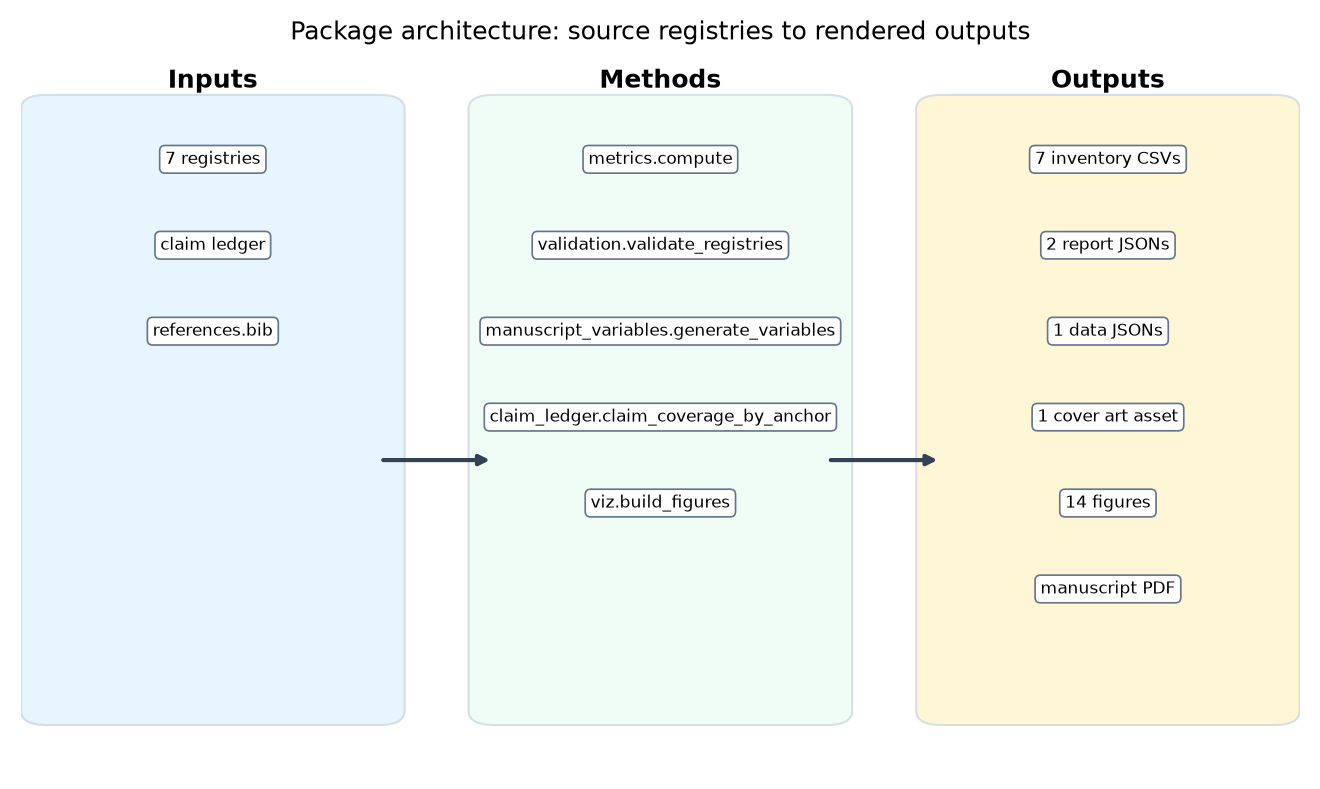 Package architecture: source registries to rendered outputs
Inputs
7 registries
claim ledger
references.bib
Methods
metrics.compute
validation.validate_registries
manuscript_variables.generate_variables
claim_ledger.claim_coverage_by_anchor
viz.build_figures
Outputs
7 inventory CSVs
2 report JSONs
1 data JSONs
1 cover art asset
14 figures
manuscript PDF